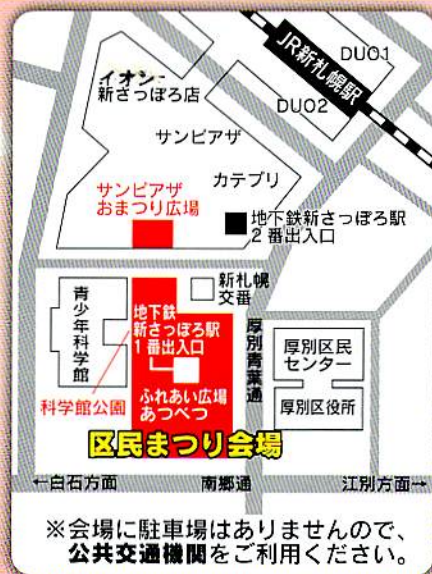 JR新札幌駅
DUO1
DUO2
イオン
新さっぽろ店
サンピアザ
カテプリ
サンピアザ
おまつり広場
地下鉄新さっぽろ駅
2番出入口
新札幌
交番
青少年科学館
地下鉄
新さっぽろ駅
1番出入口
科学館公園
ふれあい広場
あつべつ
厚別青葉通
厚別区民
センター
厚別区役所
区民まつり会場
←白石方面
南郷通
江別方面→
※会場に駐車場はありませんので、
公共交通機関をご利用ください。